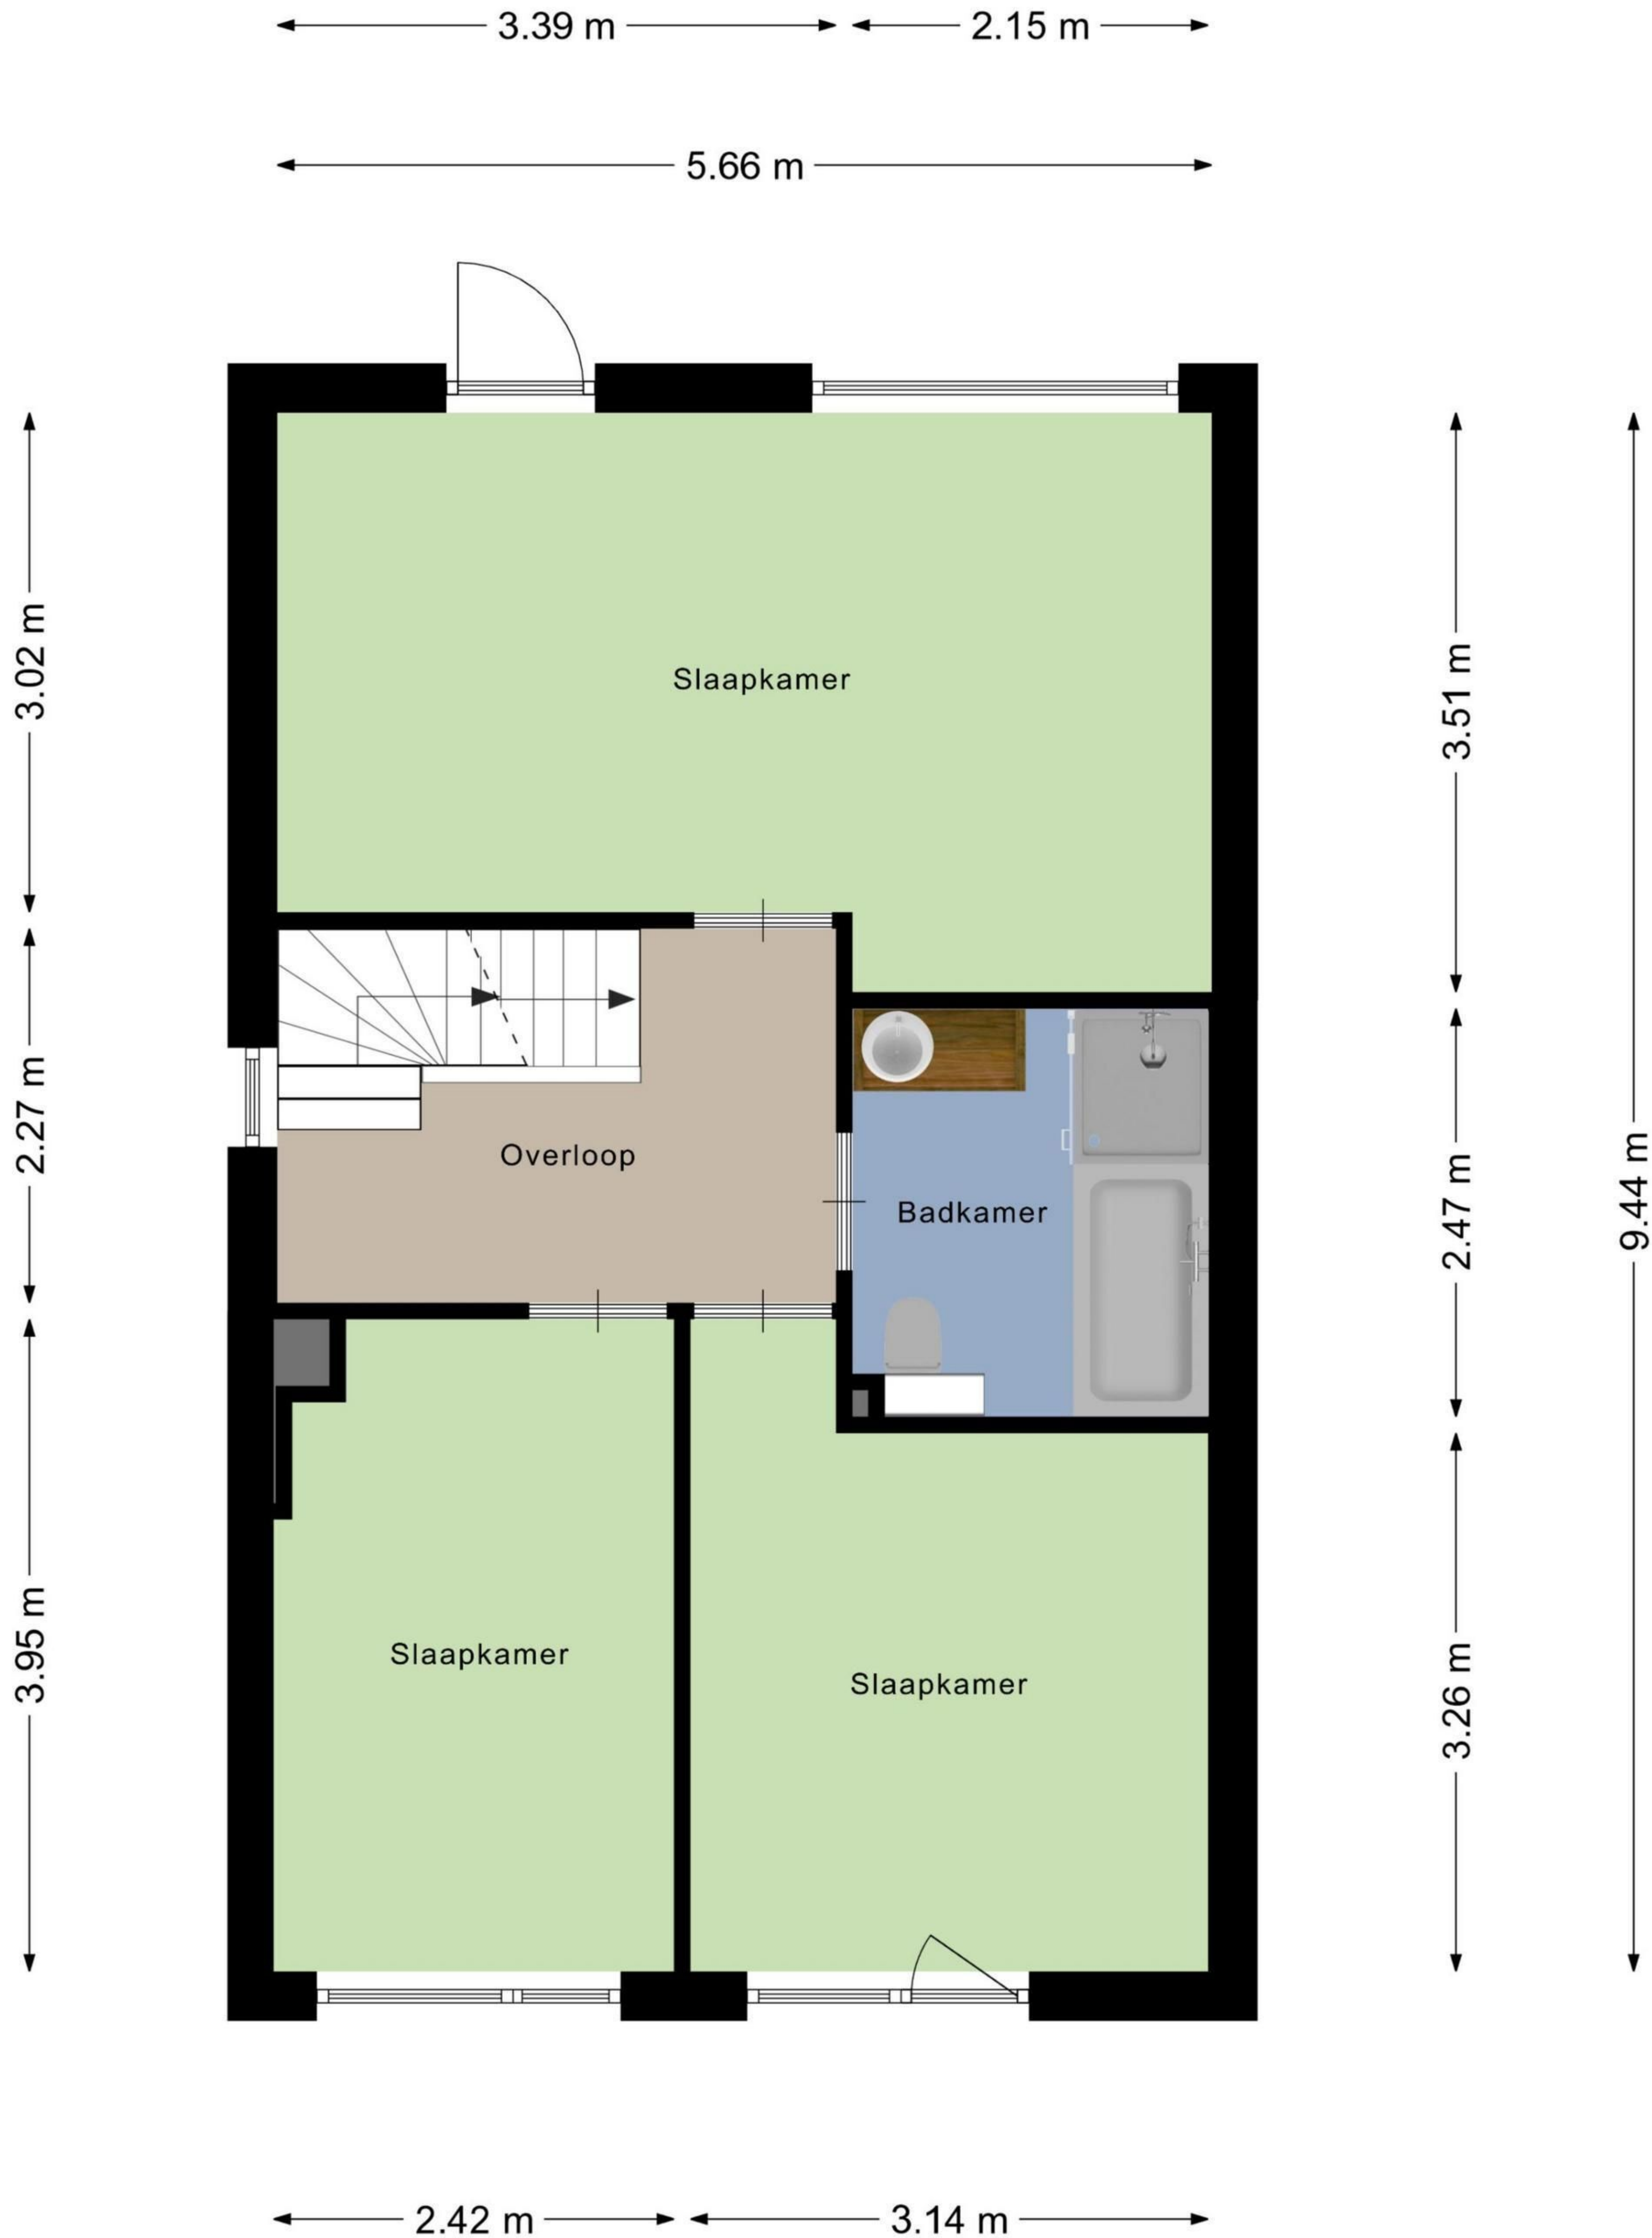 3.39 m
2.15 m
5.66 m
3.02 m
Slaapkamer
3.51 m
2.27 m
Overloop
Badkamer
2.47 m
9.44 m
3.95 m
Slaapkamer
Slaapkamer
3.26 m
2.42 m
3.14 m